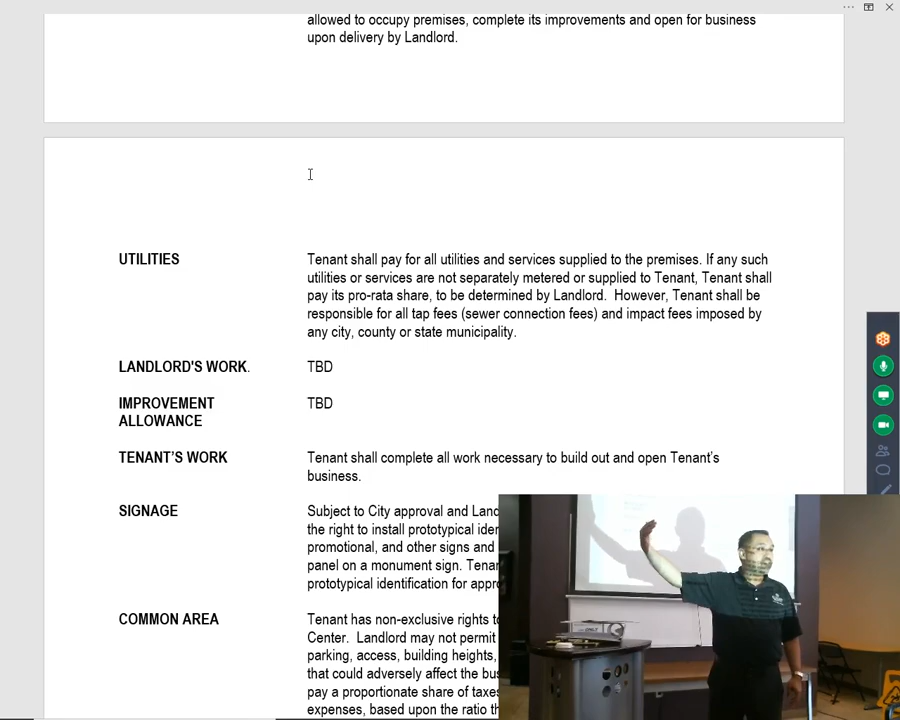 allowed to occupy premises, complete its improvements and open for business
upon delivery by Landlord.
UTILITIES
Tenant shall pay for all utilities and services supplied to the premises. If any such
utilities or services are not separately metered or supplied to Tenant, Tenant shall
pay its pro-rata share, to be determined by Landlord. However, Tenant shall be
responsible for all tap fees (sewer connection fees) and impact fees imposed by
any city, county or state municipality.
LANDLORD'S WORK.
TBD
IMPROVEMENT
ALLOWANCE
TBD
TENANT'S WORK
Tenant shall complete all work necessary to build out and open Tenant's
business.
SIGNAGE
Subject to City approval and Land
the right to install prototypical iden
promotional, and other signs and
panel on a monument sign. Tenan
prototypical identification for appro
COMMON AREA
Tenant has non-exclusive rights to
Center. Landlord may not permit
parking, access, building heights,
that could adversely affect the bus
pay a proportionate share of taxes
expenses, based upon the ratio th